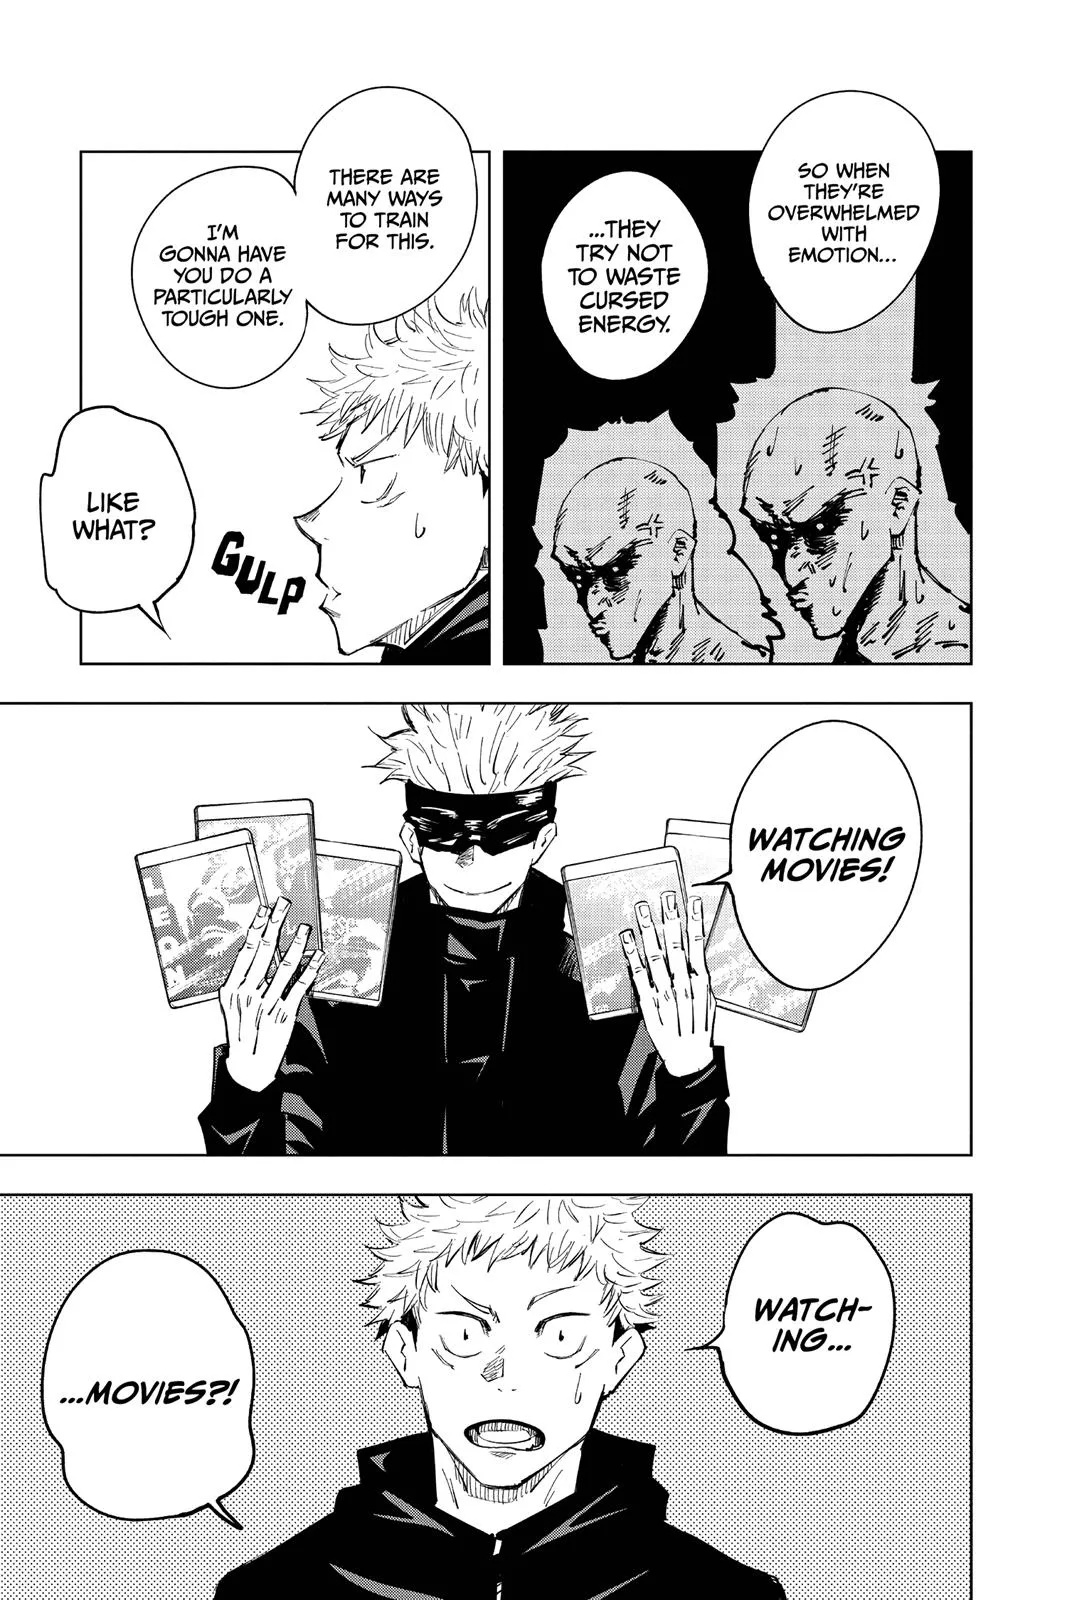 SO WHEN
THEY'RE
OVERWHELMED
WITH
EMOTION...
...THEY
TRY NOT
TO WASTE
CURSED
ENERGY.
THERE ARE
MANY WAYS
TO TRAIN
FOR THIS.
I'M
GONNA HAVE
YOU DO A
PARTICULARLY
TOUGH ONE.
GULP
LIKE
WHAT?
WATCHING
MOVIES!
WATCH-
ING...
...MOVIES?!